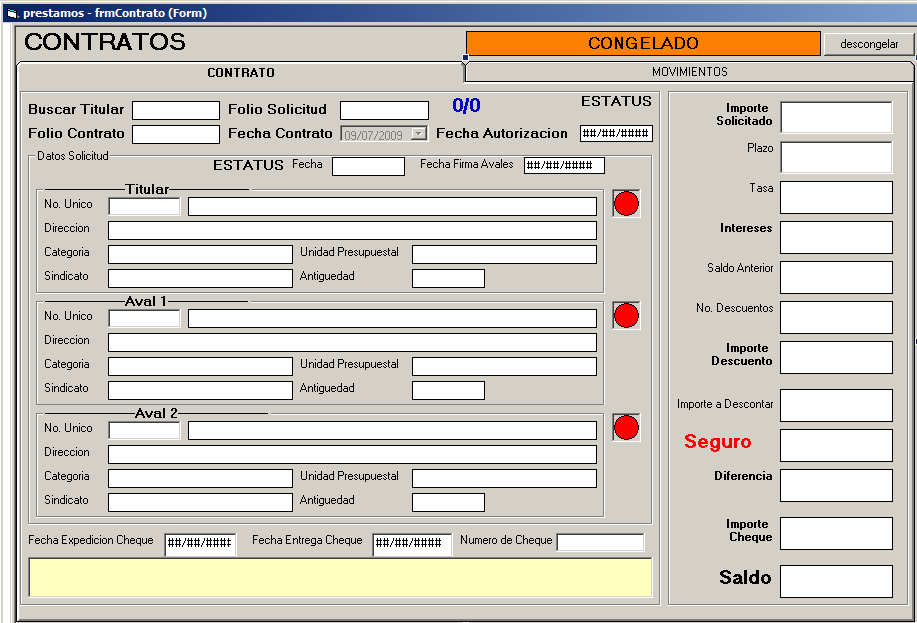 prestamos - frmContrato (Form)
CONTRATOS
CONGELADO
descongelar
CONTRATO
MOVIMIENTOS
Buscar Titular
Folio Solicitud
0/0
ESTATUS
Folio Contrato
Fecha Contrato
09/07/2009
Fecha Autorizacion
##/##/####
Datos Solicitud
ESTATUS
Fecha
Fecha Firma Avales
##/##/####
Titular
No. Unico
Direccion
Categoria
Unidad Presupuestal
Sindicato
Antiguedad
Aval 1
No. Unico
Direccion
Categoria
Unidad Presupuestal
Sindicato
Antiguedad
Aval 2
No. Unico
Direccion
Categoria
Unidad Presupuestal
Sindicato
Antiguedad
Fecha Expedicion Cheque
##/##/####
Fecha Entrega Cheque
##/##/####
Numero de Cheque
Importe
Solicitado
Plazo
Tasa
Intereses
Saldo Anterior
No. Descuentos
Importe
Descuento
Importe a Descontar
Seguro
Diferencia
Importe
Cheque
Saldo